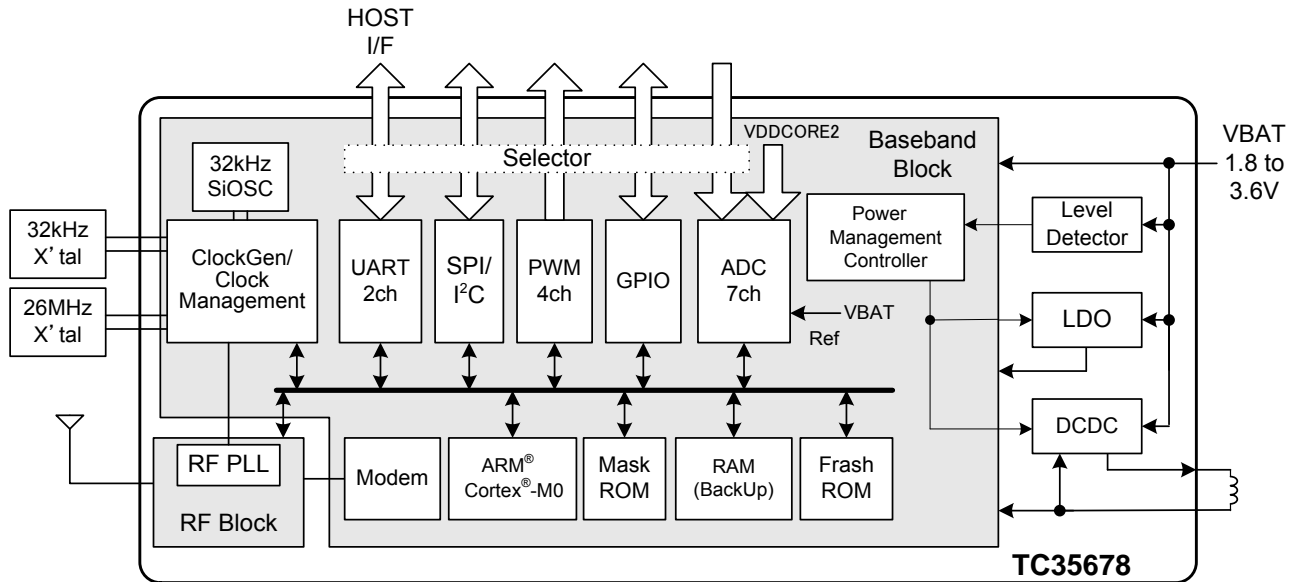 HOST
I/F
VDDCORE2
Baseband
Block
Selector
VBAT
1.8 to
3.6V
32kHz
SiOSC
32kHz
X'tal
26MHz
X'tal
ClockGen/
Clock
Management
UART
2ch
SPI/
I²C
PWM
4ch
GPIO
ADC
7ch
Power
Management
Controller
Level
Detector
VBAT
Ref
LDO
DCDC
RF PLL
RF Block
Modem
ARM®
Cortex®-M0
Mask
ROM
RAM
(BackUp)
Frash
ROM
TC35678